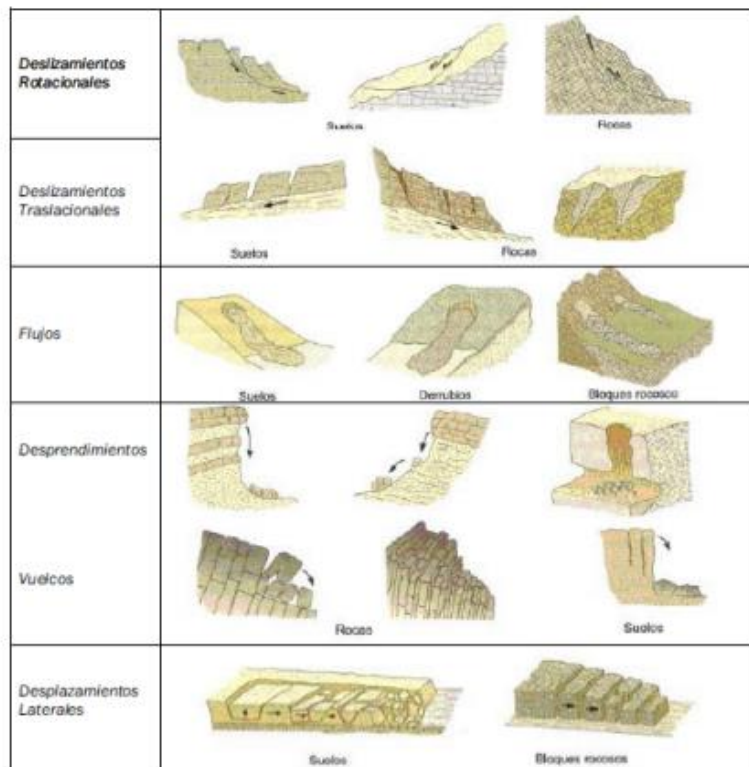 Deslizamientos
Rotacionales
Suelos
Rocas
Deslizamientos
Traslacionales
Suelos
Rocas
Flujos
Suelos
Derrubios
Bloques rocosos
Desprendimientos
Vuelcos
Rocas
Suelos
Desplazamientos
Laterales
Suelos
Bloques rocosos